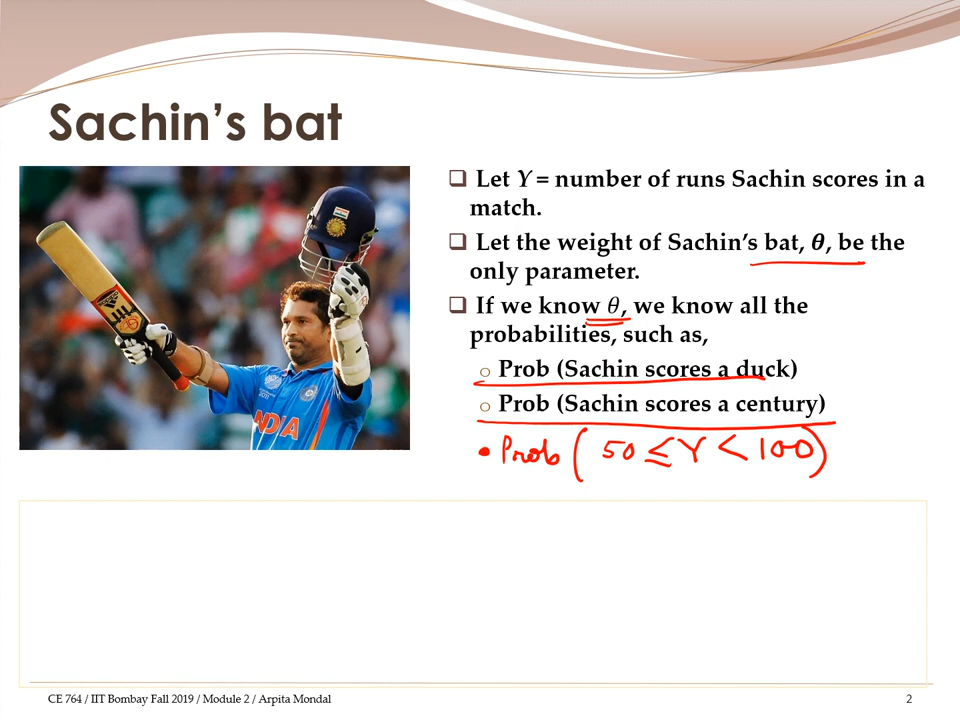 Sachin's bat
❑ Let Y = number of runs Sachin scores in a
match.
❑ Let the weight of Sachin's bat, θ, be the
only parameter.
❑ If we know θ, we know all the
probabilities, such as,
o Prob (Sachin scores a duck)
o Prob (Sachin scores a century)
• Prob ( 50 ≤ Y < 100 )
INDIA
CE 764 / IIT Bombay Fall 2019 / Module 2 / Arpita Mondal
2